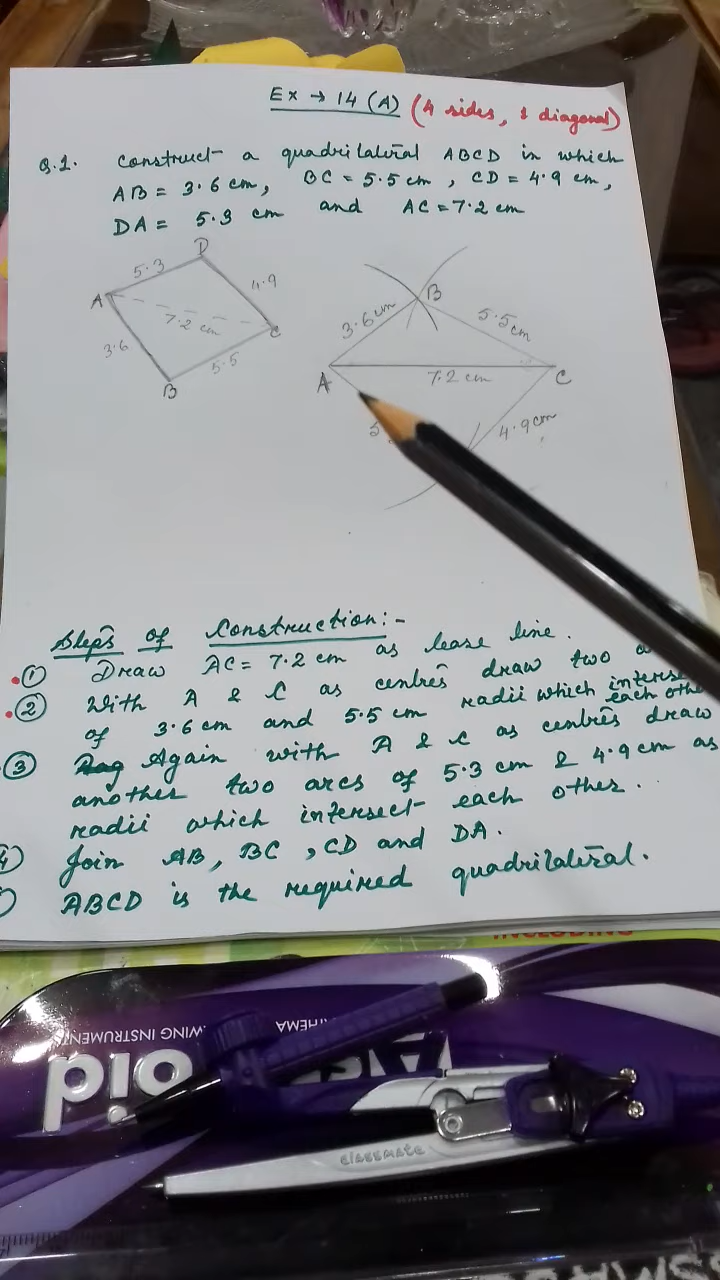 Ex → 14 (A) (4 sides, 1 diagonal)
Q.1. Construct a quadrilateral ABCD in which
AB = 3.6 cm, BC = 5.5 cm, CD = 4.9 cm,
DA = 5.3 cm and AC = 7.2 cm
D
5.3
4.9
A
7.2 cm
C
3.6
5.5
B
B
3.6 cm
5.5 cm
A
7.2 cm
C
5
4.9 cm
Steps of Construction:-
① Draw AC = 7.2 cm as base line.
② With A & C as centres draw two
of 3.6 cm and 5.5 cm radii which
each
③ Again with A & C as centres draw
another two arcs of 5.3 cm & 4.9 cm as
radii which intersect each other.
④ Join AB, BC, CD and DA.
ABCD is the required quadrilateral.
INCLUDING
classmate